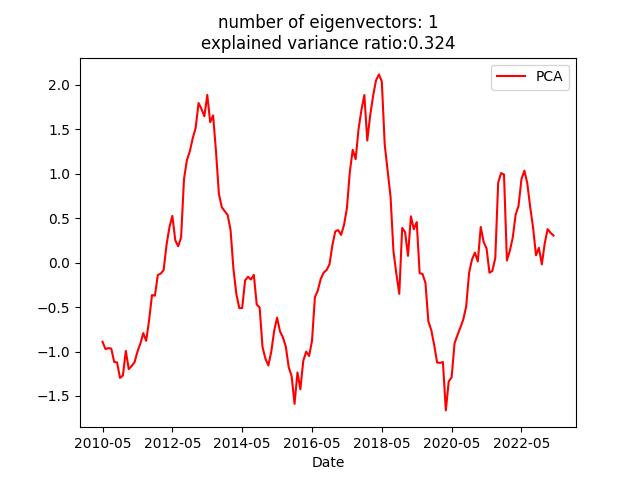 number of eigenvectors: 1
explained variance ratio:0.324
PCA
2.0
1.5
1.0
0.5
0.0
−0.5
−1.0
−1.5
2010-05 2012-05 2014-05 2016-05 2018-05 2020-05 2022-05
Date